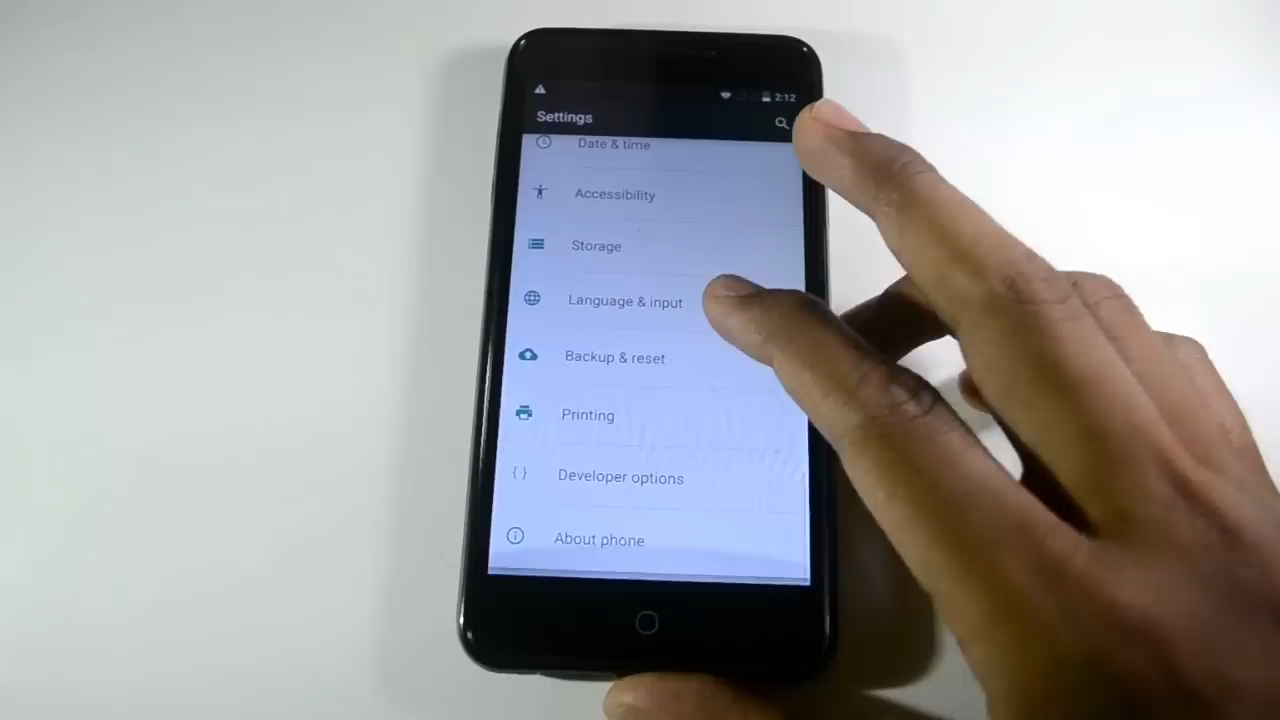 2:12
Settings
Date & time
Accessibility
Storage
Language & input
Backup & reset
Printing
{ } Developer options
About phone